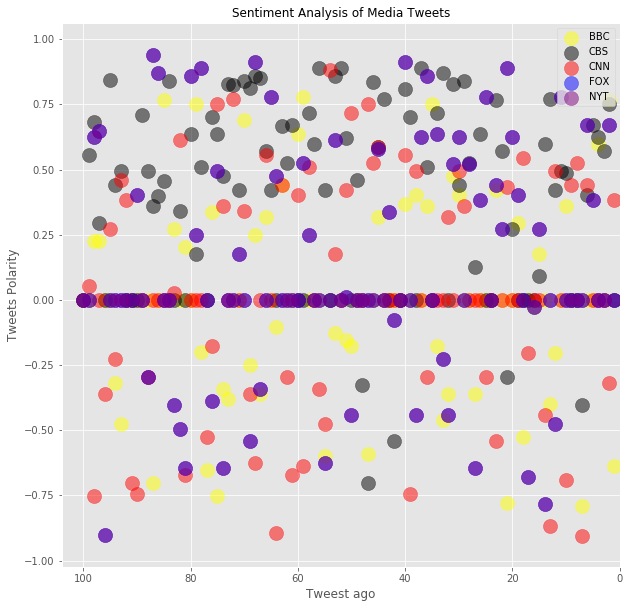 Sentiment Analysis of Media Tweets
BBC
CBS
CNN
FOX
NYT
1.00
0.75
0.50
0.25
0.00
−0.25
−0.50
−0.75
−1.00
Tweets Polarity
100
80
60
40
20
0
Tweest ago